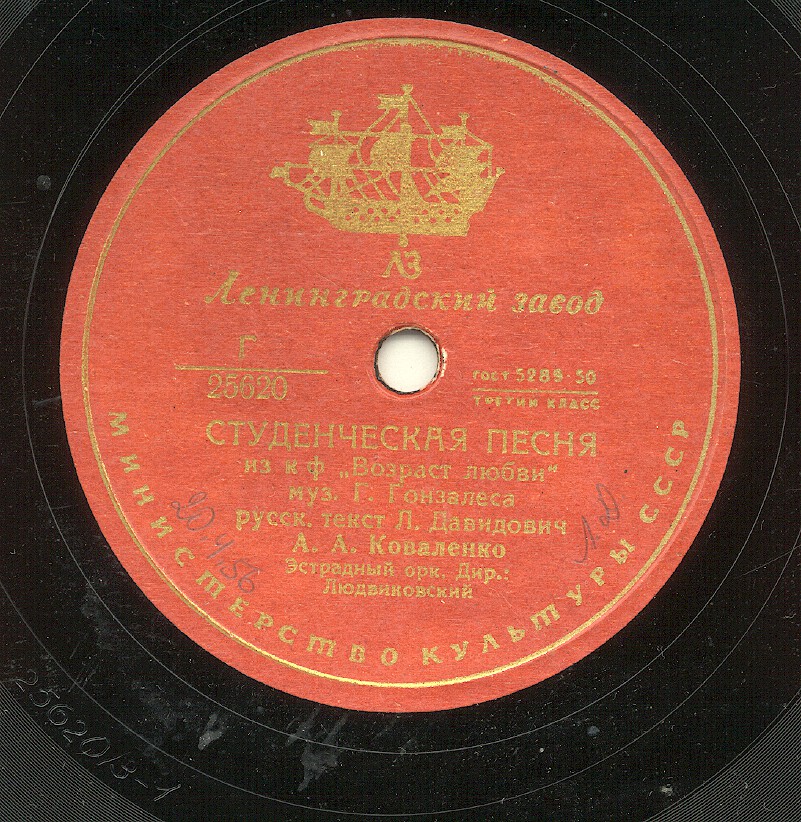 ЛЗ
Ленинградский завод
Г
25620
ГОСТ 5289-50
ТРЕТИЙ КЛАСС
СТУДЕНЧЕСКАЯ ПЕСНЯ
из к ф „Возраст любви"
муз. Г. Гонзалеса
русск. текст Л. Давидович
А. А. Коваленко
Эстрадный орк. Дир.:
Людвиковский
МИНИСТЕРСТВО КУЛЬТУРЫ СССР
25620/3-1